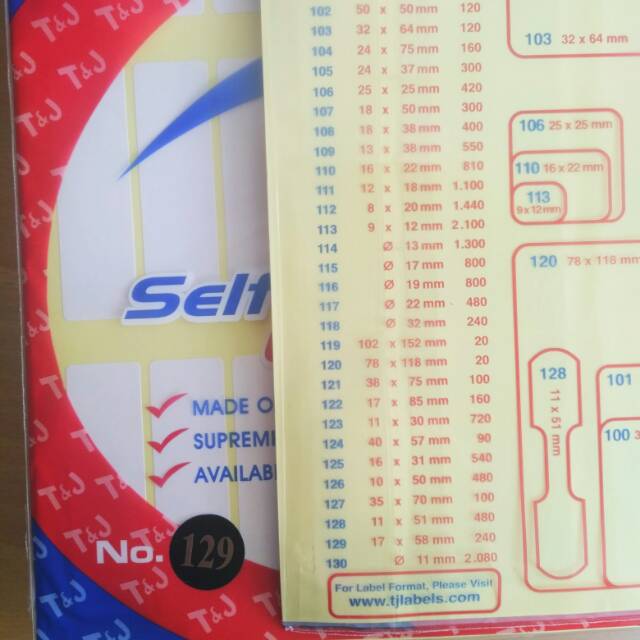 102 50 x 50 mm 120
103 32 x 64 mm 120
104 24 x 75 mm 160
105 24 x 37 mm 300
106 25 x 25 mm 420
107 18 x 50 mm 300
108 18 x 38 mm 400
109 13 x 38 mm 550
110 16 x 22 mm 810
111 12 x 18 mm 1.100
112 8 x 20 mm 1.440
113 9 x 12 mm 2.100
114 Ø 13 mm 1.300
115 Ø 17 mm 800
116 Ø 19 mm 800
117 Ø 22 mm 480
118 Ø 32 mm 240
119 102 x 152 mm 20
120 78 x 118 mm 20
121 38 x 75 mm 100
122 17 x 85 mm 160
123 11 x 30 mm 720
124 40 x 57 mm 90
125 16 x 31 mm 540
126 10 x 50 mm 480
127 35 x 70 mm 100
128 11 x 51 mm 480
129 17 x 58 mm 240
130 Ø 11 mm 2.080
For Label Format, Please Visit
www.tjlabels.com
103 32 x 64 mm
106 25 x 25 mm
110 16 x 22 mm
113
9 x 12 mm
120 78 x 118 mm
128
11 x 51 mm
101
100 3
T&J
T&J
T&J
T&J
T&J
T&J
T&J
T&J
T&J
T&J
T&J
T&J
Self
MADE O
SUPREM
AVAILAB
No. 129